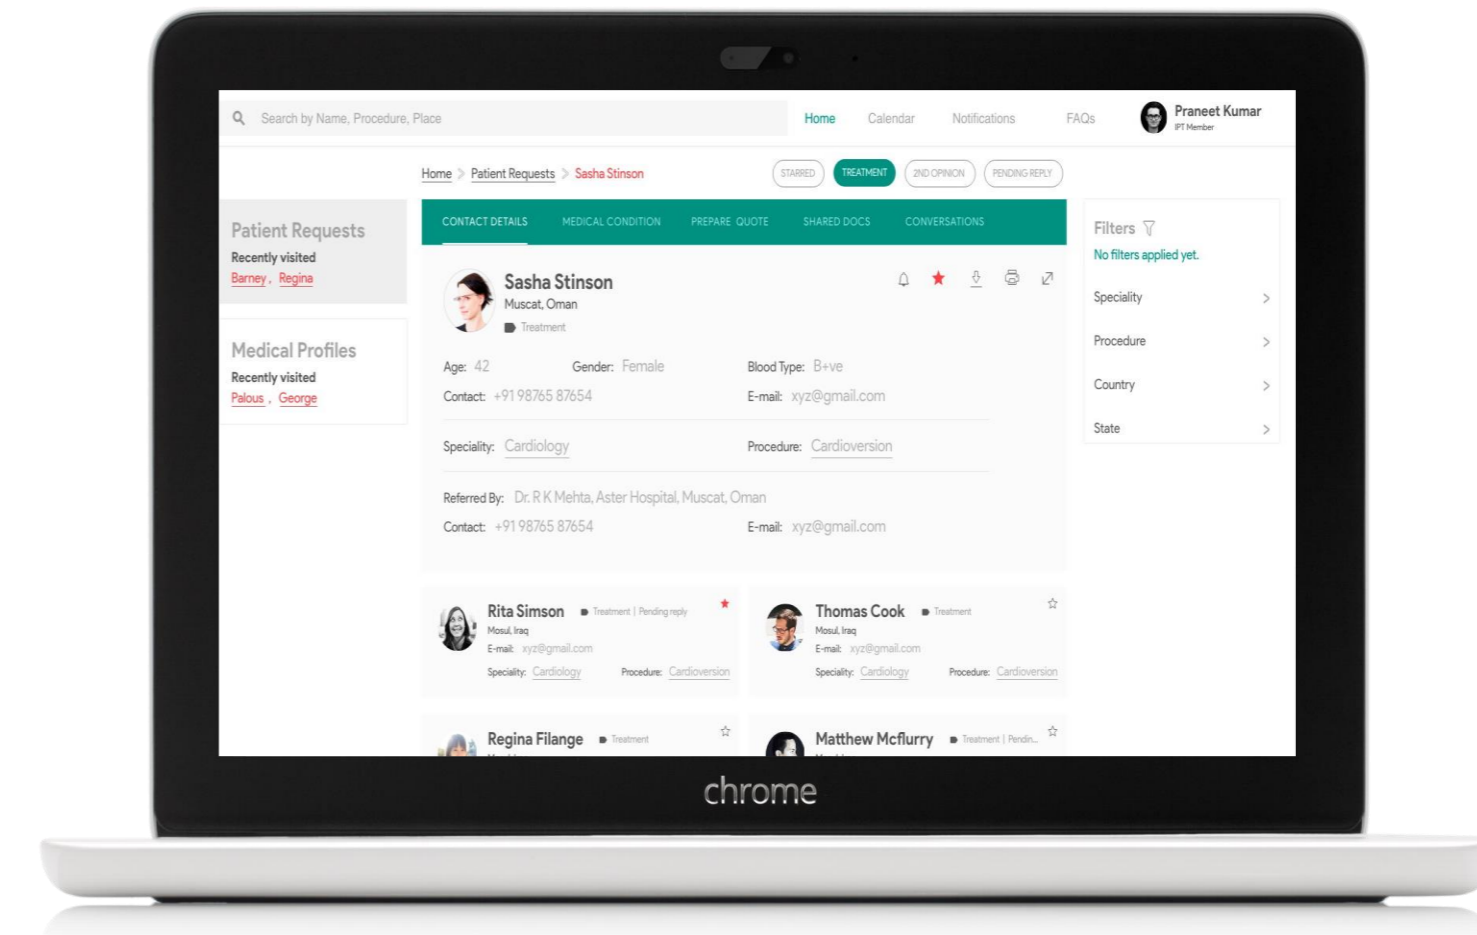 Search by Name, Procedure, Place
Home Calendar Notifications FAQs
Praneet Kumar
IPT Member
Home > Patient Requests > Sasha Stinson
STARRED TREATMENT 2ND OPINION PENDING REPLY
Patient Requests
Recently visited
Barney , Regina
Medical Profiles
Recently visited
Palous , George
CONTACT DETAILS MEDICAL CONDITION PREPARE QUOTE SHARED DOCS CONVERSATIONS
Sasha Stinson
Muscat, Oman
Treatment
Age: 42 Gender: Female Blood Type: B+ve
Contact: +91 98765 87654 E-mail: xyz@gmail.com
Speciality: Cardiology Procedure: Cardioversion
Referred By: Dr. R K Mehta, Aster Hospital, Muscat, Oman
Contact: +91 98765 87654 E-mail: xyz@gmail.com
Rita Simson Treatment | Pending reply
Mosul, Iraq
E-mail: xyz@gmail.com
Speciality: Cardiology Procedure: Cardioversion
Thomas Cook Treatment
Mosul, Iraq
E-mail: xyz@gmail.com
Speciality: Cardiology Procedure: Cardioversion
Regina Filange Treatment
Matthew Mcflurry Treatment | Pendin...
Filters
No filters applied yet.
Speciality >
Procedure >
Country >
State >
chrome